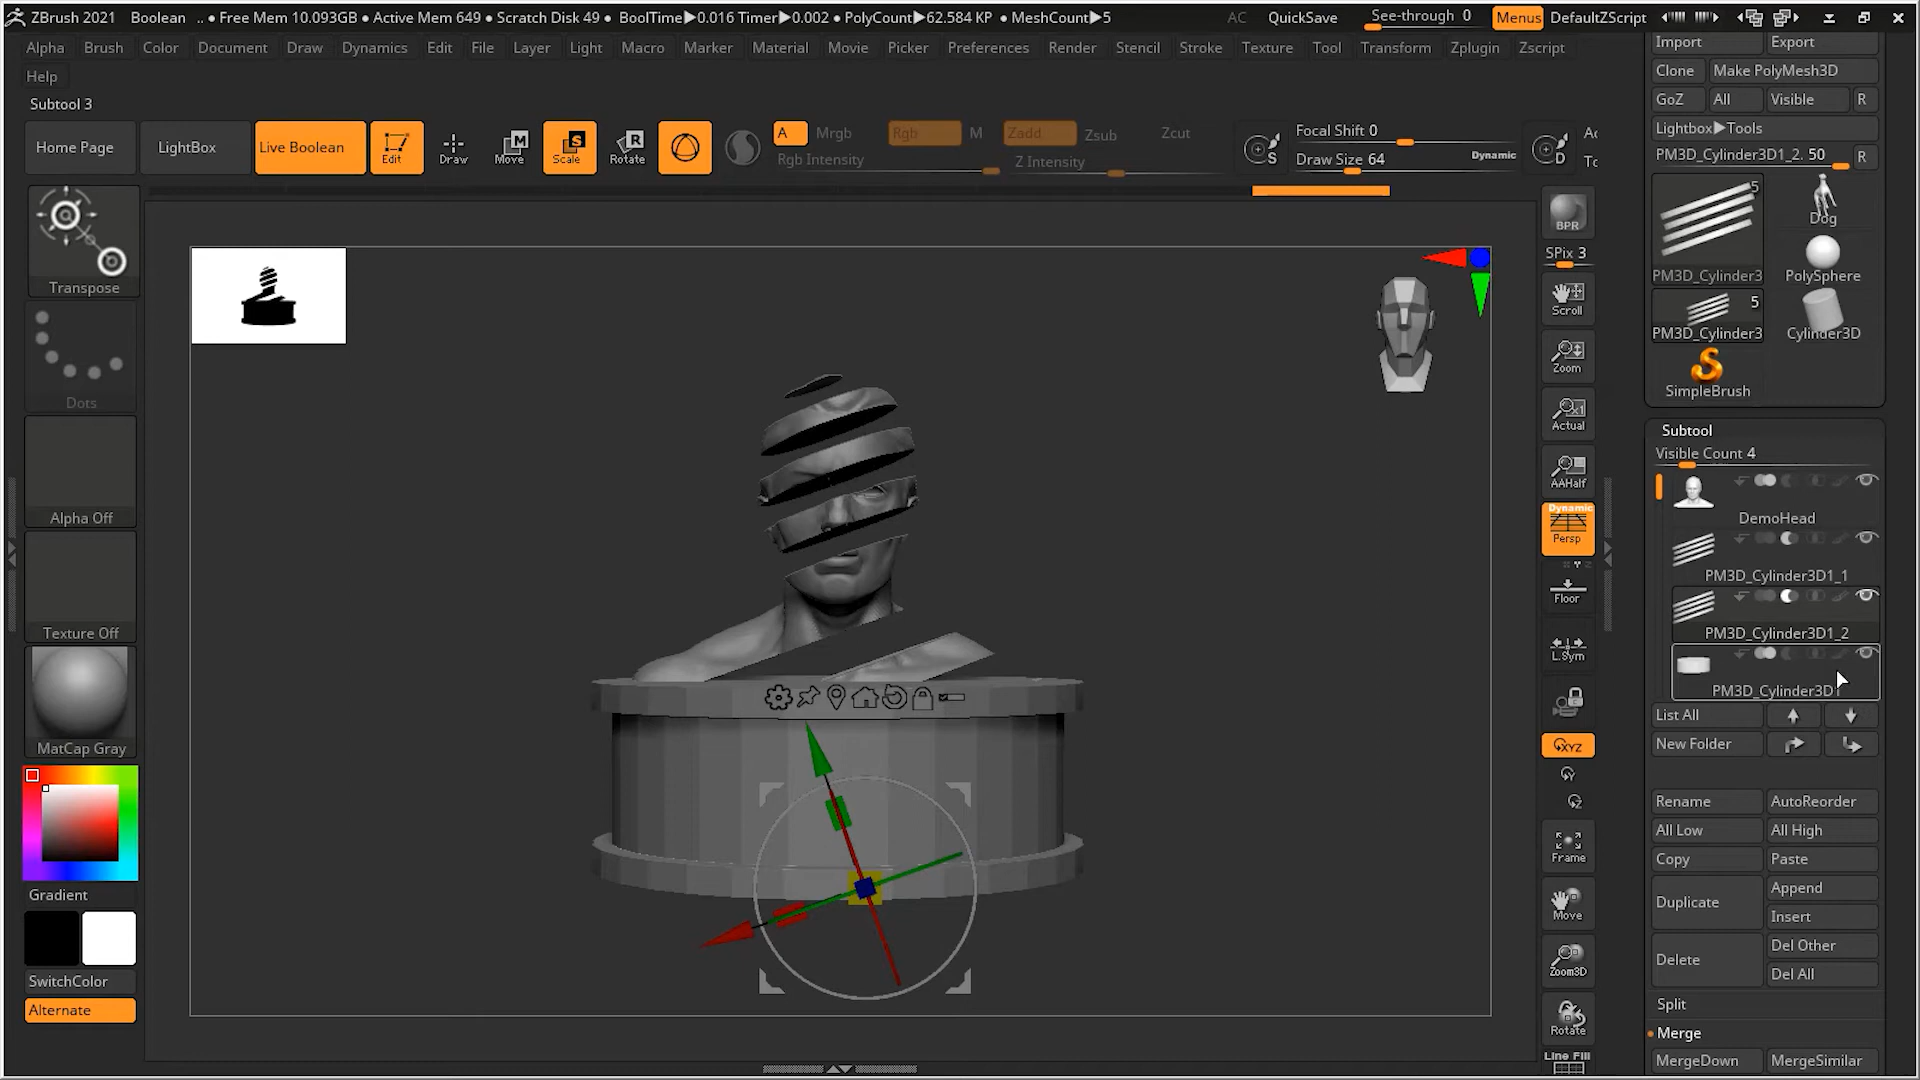 ZBrush 2021 Boolean .. • Free Mem 10.093GB • Active Mem 649 • Scratch Disk 49 • BoolTime▶0.016 Timer▶0.002 • PolyCount▶62.584 KP • MeshCount▶5 AC QuickSave See-through 0 Menus DefaultZScript
Alpha Brush Color Document Draw Dynamics Edit File Layer Light Macro Marker Material Movie Picker Preferences Render Stencil Stroke Texture Tool Transform Zplugin Zscript
Help
Subtool 3
Home Page LightBox Live Boolean Edit Draw Move Scale Rotate
M S R
A Mrgb Rgb M Zadd Zsub Zcut
Rgb Intensity Z Intensity
S Focal Shift 0
Draw Size 64 Dynamic D
Transpose
Dots
Alpha Off
Texture Off
MatCap Gray
Gradient
SwitchColor
Alternate
BPR
SPix 3
Scroll
Zoom
Actual
AAHalf
Dynamic
Persp
Floor
L.Sym
XYZ
Frame
Move
Zoom3D
Rotate
Line Fill
Import Export
Clone Make PolyMesh3D
GoZ All Visible R
Lightbox▶Tools
PM3D_Cylinder3D1_2. 50 R
5
PM3D_Cylinder3 Dog
PolySphere
5
PM3D_Cylinder3 Cylinder3D
SimpleBrush
Subtool
Visible Count 4
DemoHead
PM3D_Cylinder3D1_1
PM3D_Cylinder3D1_2
PM3D_Cylinder3D1
List All
New Folder
Rename AutoReorder
All Low All High
Copy Paste
Duplicate Append
Insert
Delete Del Other
Del All
Split
Merge
MergeDown MergeSimilar